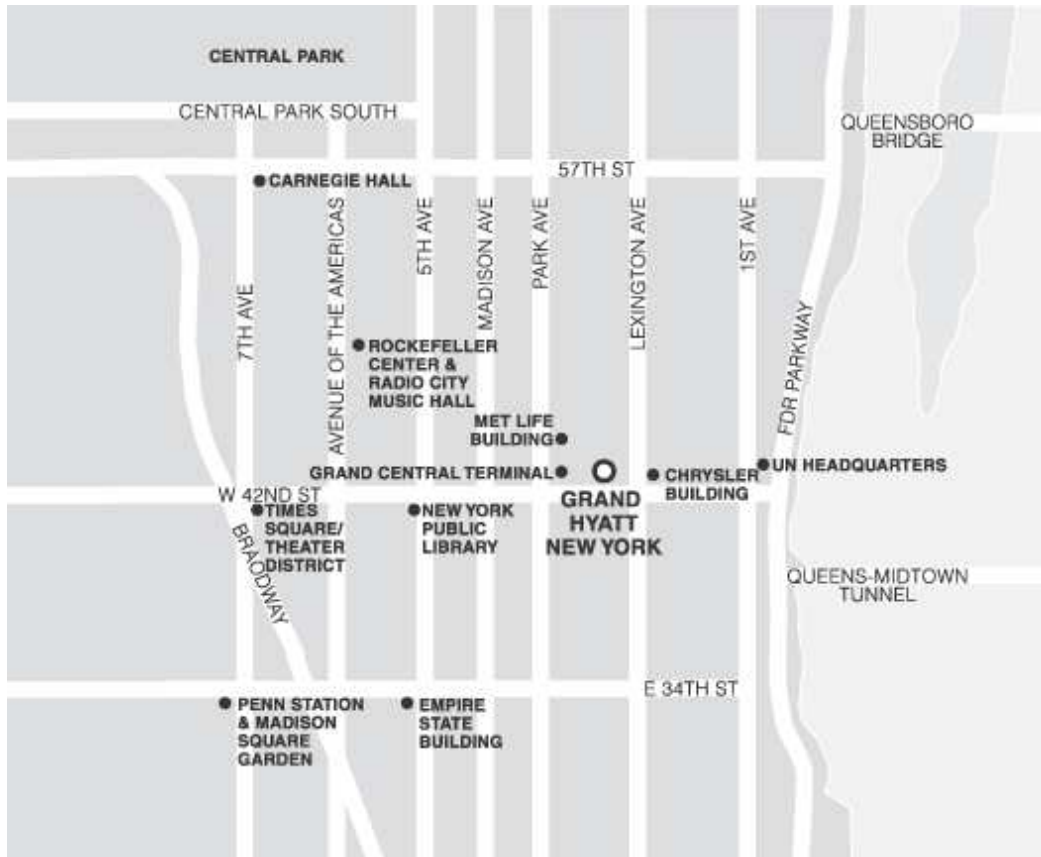 CENTRAL PARK
CENTRAL PARK SOUTH
QUEENSBORO
BRIDGE
57TH ST
CARNEGIE HALL
7TH AVE
AVENUE OF THE AMERICAS
5TH AVE
MADISON AVE
PARK AVE
LEXINGTON AVE
1ST AVE
FDR PARKWAY
ROCKEFELLER
CENTER &
RADIO CITY
MUSIC HALL
MET LIFE
BUILDING
GRAND CENTRAL TERMINAL
CHRYSLER
BUILDING
UN HEADQUARTERS
W 42ND ST
GRAND
HYATT
NEW YORK
TIMES
SQUARE/
THEATER
DISTRICT
NEW YORK
PUBLIC
LIBRARY
BRAODWAY
QUEENS-MIDTOWN
TUNNEL
E 34TH ST
PENN STATION
& MADISON
SQUARE
GARDEN
EMPIRE
STATE
BUILDING